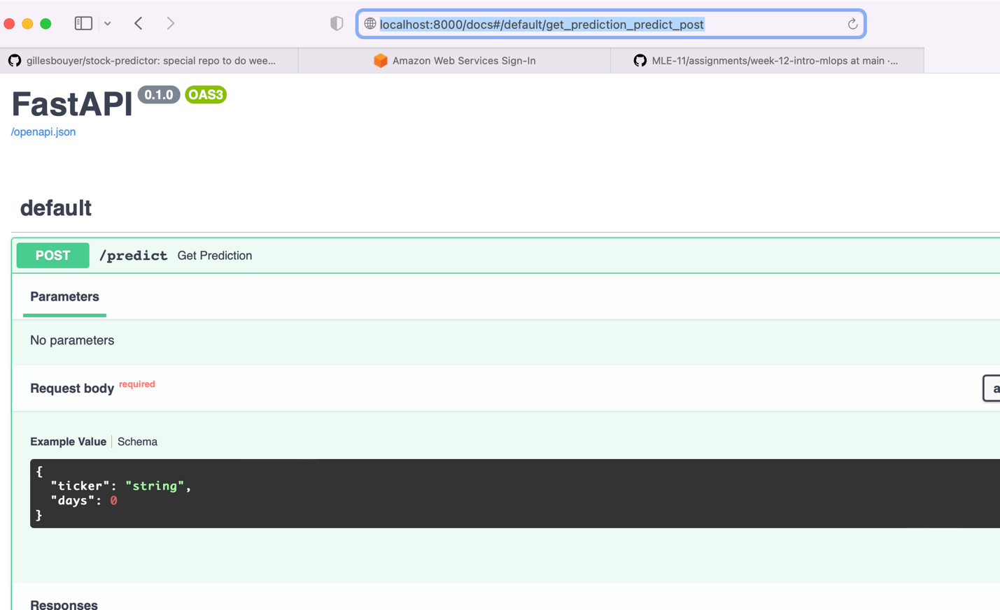 localhost:8000/docs#/default/get_prediction_predict_post
gillesbouyer/stock-predictor: special repo to do wee...
Amazon Web Services Sign-In
MLE-11/assignments/week-12-intro-mlops at main ·...
FastAPI 0.1.0 OAS3
/openapi.json
default
POST /predict Get Prediction
Parameters
No parameters
Request body required
a
Example Value Schema
{
"ticker": "string",
"days": 0
}
Responses